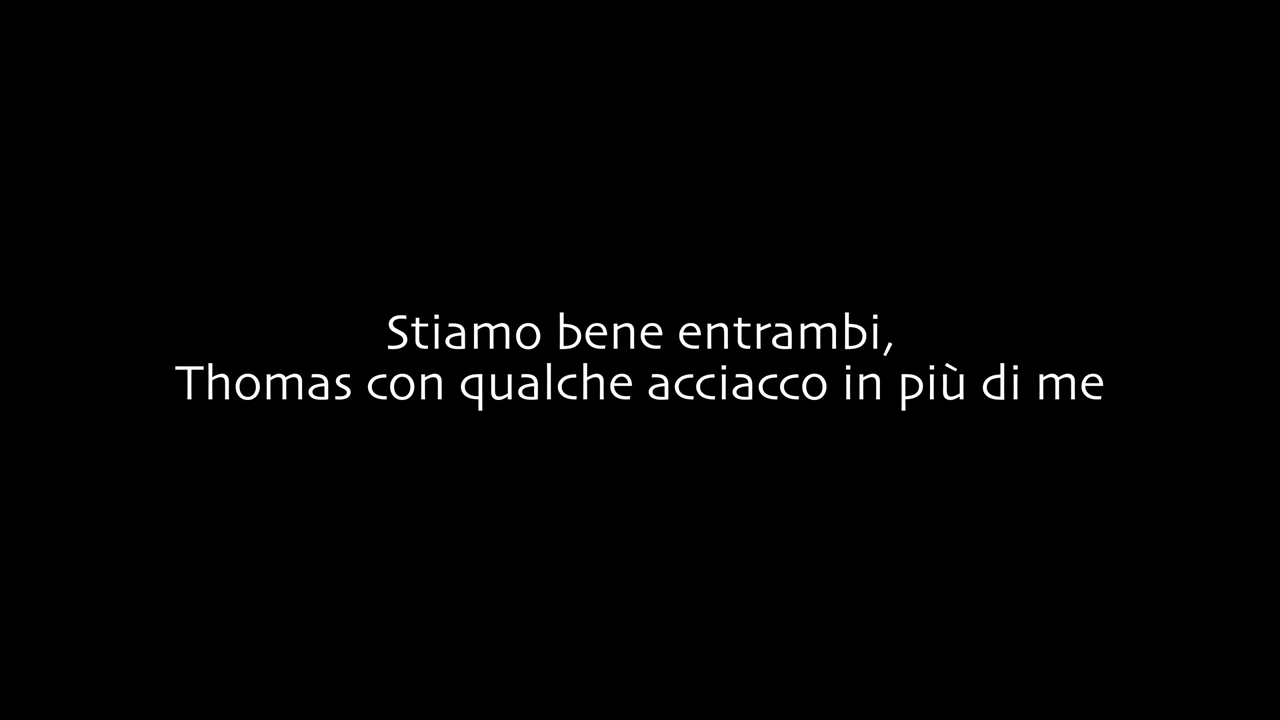 Stiamo bene entrambi,
Thomas con qualche acciacco in più di me